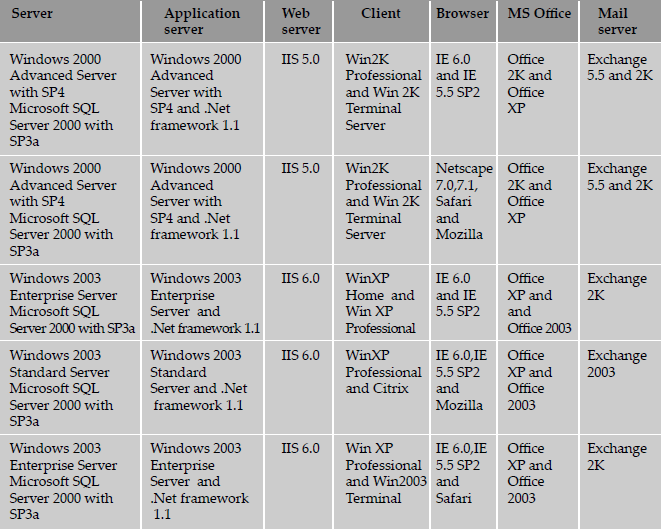 Server
Application
server
Web
server
Client
Browser
MS Office
Mail
server
Windows 2000
Advanced Server
with SP4
Microsoft SQL
Server 2000 with
SP3a
Windows 2000
Advanced
Server with
SP4 and .Net
framework 1.1
IIS 5.0
Win2K
Professional
and Win 2K
Terminal
Server
IE 6.0
and IE
5.5 SP2
Office
2K and
Office
XP
Exchange
5.5 and 2K
Windows 2000
Advanced Server
with SP4
Microsoft SQL
Server 2000 with
SP3a
Windows 2000
Advanced
Server with
SP4 and .Net
framework 1.1
IIS 5.0
Win2K
Professional
and Win 2K
Terminal
Server
Netscape
7.0,7.1,
Safari
and
Mozilla
Office
2K and
Office
XP
Exchange
5.5 and 2K
Windows 2003
Enterprise Server
Microsoft SQL
Server 2000 with SP3a
Windows 2003
Enterprise
Server and
.Net framework 1.1
IIS 6.0
WinXP
Home and
Win XP
Professional
IE 6.0
and IE
5.5 SP2
Office
XP and
and
Office 2003
Exchange
2K
Windows 2003
Standard Server
Microsoft SQL
Server 2000 with
SP3a
Windows 2003
Standard
Server and .Net
framework 1.1
IIS 6.0
WinXP
Professional
and Citrix
IE 6.0,IE
5.5 SP2
and
Mozilla
Office
XP and
Office
2003
Exchange
2003
Windows 2003
Enterprise Server
Microsoft SQL
Server 2000 with
SP3a
Windows 2003
Enterprise
Server and
.Net framework
1.1
IIS 6.0
Win XP
Professional
and Win2003
Terminal
IE 6.0,IE
5.5 SP2
and
Safari
Office
XP and
Office
2003
Exchange
2K